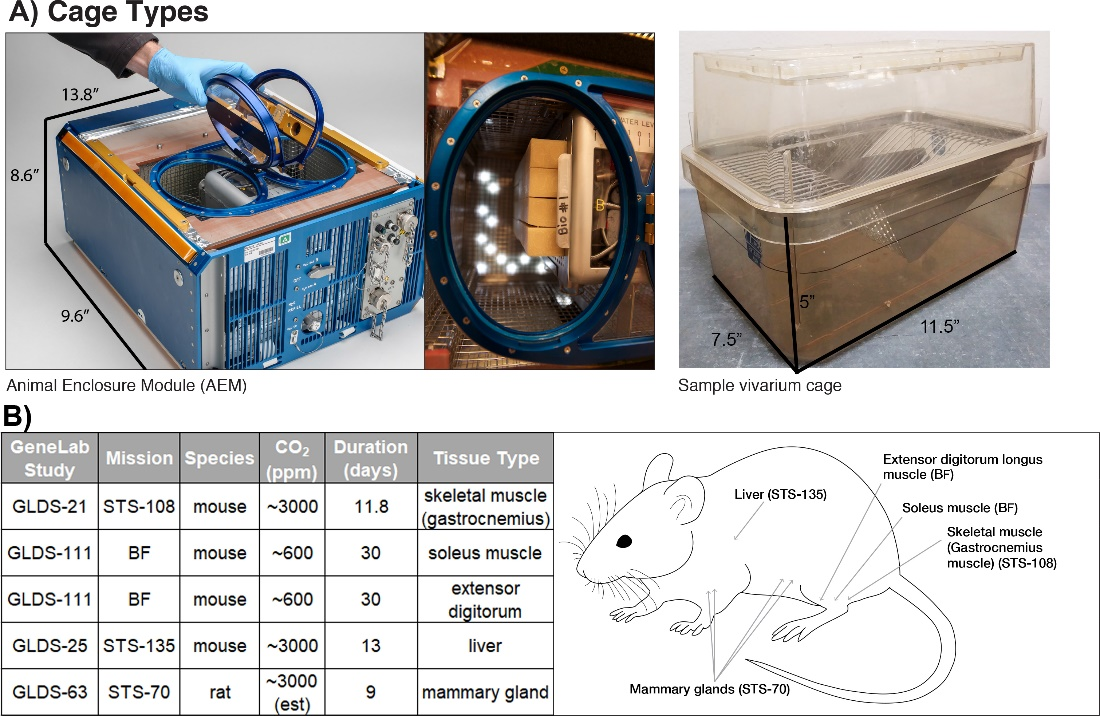 A) Cage Types
13.8”
8.6”
9.6”
WATER LEV
Bio # 1
B
5”
7.5”
11.5”
Animal Enclosure Module (AEM)
Sample vivarium cage
B)
GeneLab Study Mission Species CO₂ (ppm) Duration (days) Tissue Type
GLDS-21 STS-108 mouse ~3000 11.8 skeletal muscle (gastrocnemius)
GLDS-111 BF mouse ~600 30 soleus muscle
GLDS-111 BF mouse ~600 30 extensor digitorum
GLDS-25 STS-135 mouse ~3000 13 liver
GLDS-63 STS-70 rat ~3000 (est) 9 mammary gland
Liver (STS-135)
Extensor digitorum longus
muscle (BF)
Soleus muscle (BF)
Skeletal muscle
(Gastrocnemius
muscle) (STS-108)
Mammary glands (STS-70)